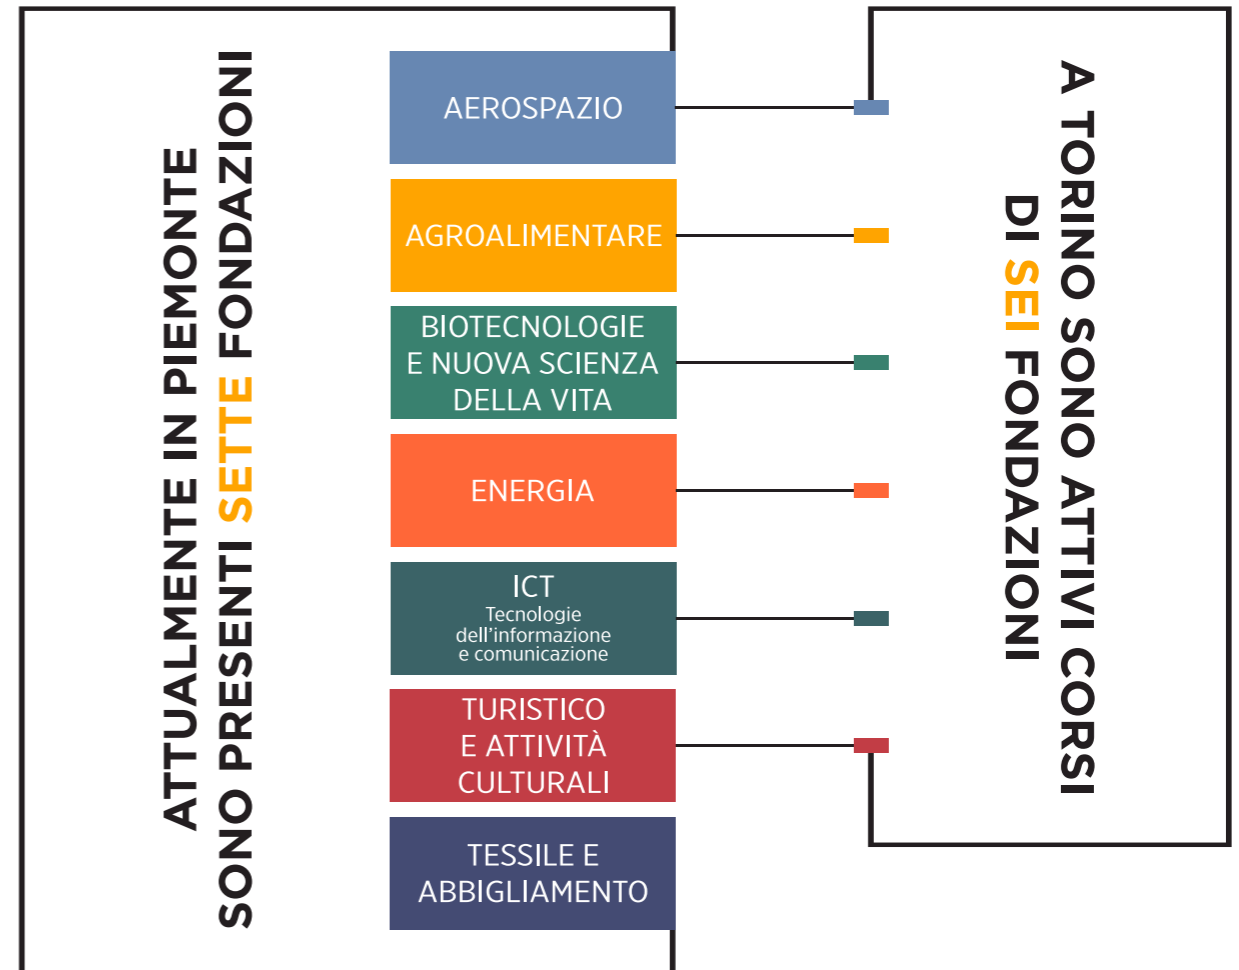 ATTUALMENTE IN PIEMONTE
SONO PRESENTI SETTE FONDAZIONI
AEROSPAZIO
AGROALIMENTARE
BIOTECNOLOGIE
E NUOVA SCIENZA
DELLA VITA
ENERGIA
ICT
Tecnologie
dell'informazione
e comunicazione
TURISTICO
E ATTIVITÀ
CULTURALI
TESSILE E
ABBIGLIAMENTO
A TORINO SONO ATTIVI CORSI
DI SEI FONDAZIONI